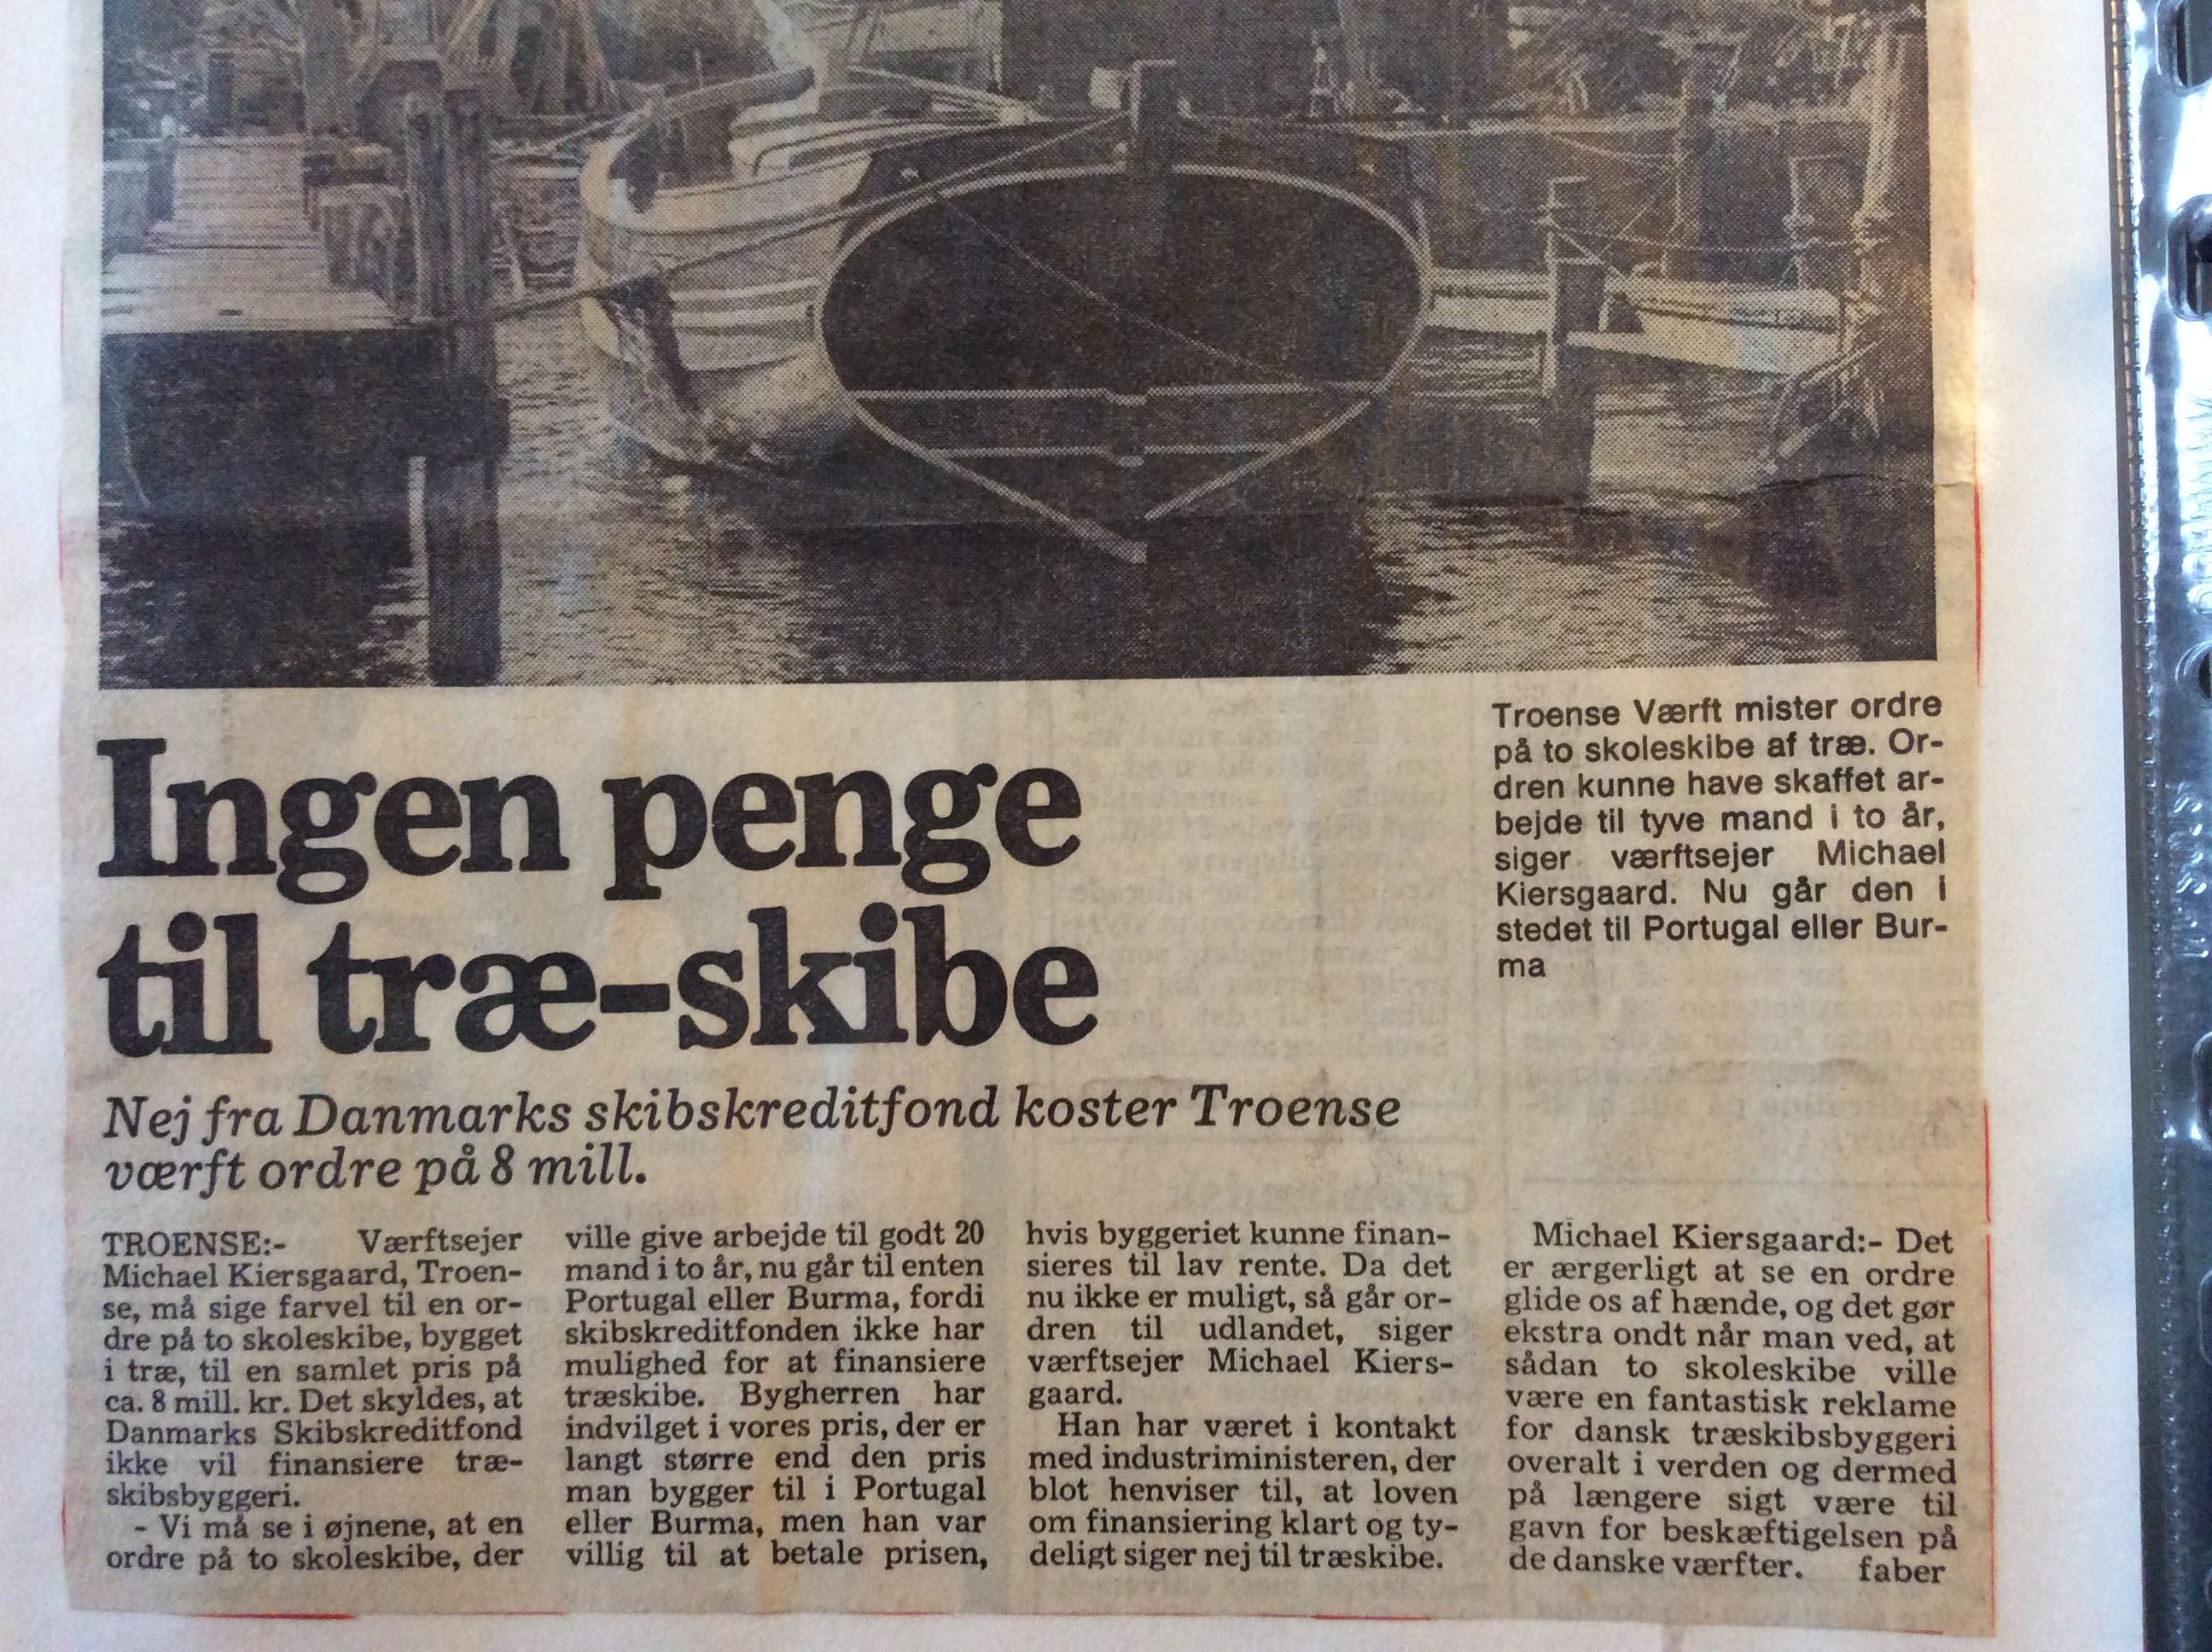 Troense Værft mister ordre
på to skoleskibe af træ. Or-
dren kunne have skaffet ar-
bejde til tyve mand i to år,
siger værftsejer Michael
Kiersgaard. Nu går den i
stedet til Portugal eller Bur-
ma
Ingen penge
til træ-skibe
Nej fra Danmarks skibskreditfond koster Troense
værft ordre på 8 mill.
TROENSE:- Værftsejer
Michael Kiersgaard, Troen-
se, må sige farvel til en or-
dre på to skoleskibe, bygget
i træ, til en samlet pris på
ca. 8 mill. kr. Det skyldes, at
Danmarks Skibskreditfond
ikke vil finansiere træ-
skibsbyggeri.
- Vi må se i øjnene, at en
ordre på to skoleskibe, der
ville give arbejde til godt 20
mand i to år, nu går til enten
Portugal eller Burma, fordi
skibskreditfonden ikke har
mulighed for at finansiere
træskibe. Bygherren har
indvilget i vores pris, der er
langt større end den pris
man bygger til i Portugal
eller Burma, men han var
villig til at betale prisen,
hvis byggeriet kunne finan-
sieres til lav rente. Da det
nu ikke er muligt, så går or-
dren til udlandet, siger
værftsejer Michael Kiers-
gaard.
Han har været i kontakt
med industriministeren, der
blot henviser til, at loven
om finansiering klart og ty-
deligt siger nej til træskibe.
Michael Kiersgaard:- Det
er ærgerligt at se en ordre
glide os af hænde, og det gør
ekstra ondt når man ved, at
sådan to skoleskibe ville
være en fantastisk reklame
for dansk træskibsbyggeri
overalt i verden og dermed
på længere sigt være til
gavn for beskæftigelsen på
de danske værfter. faber